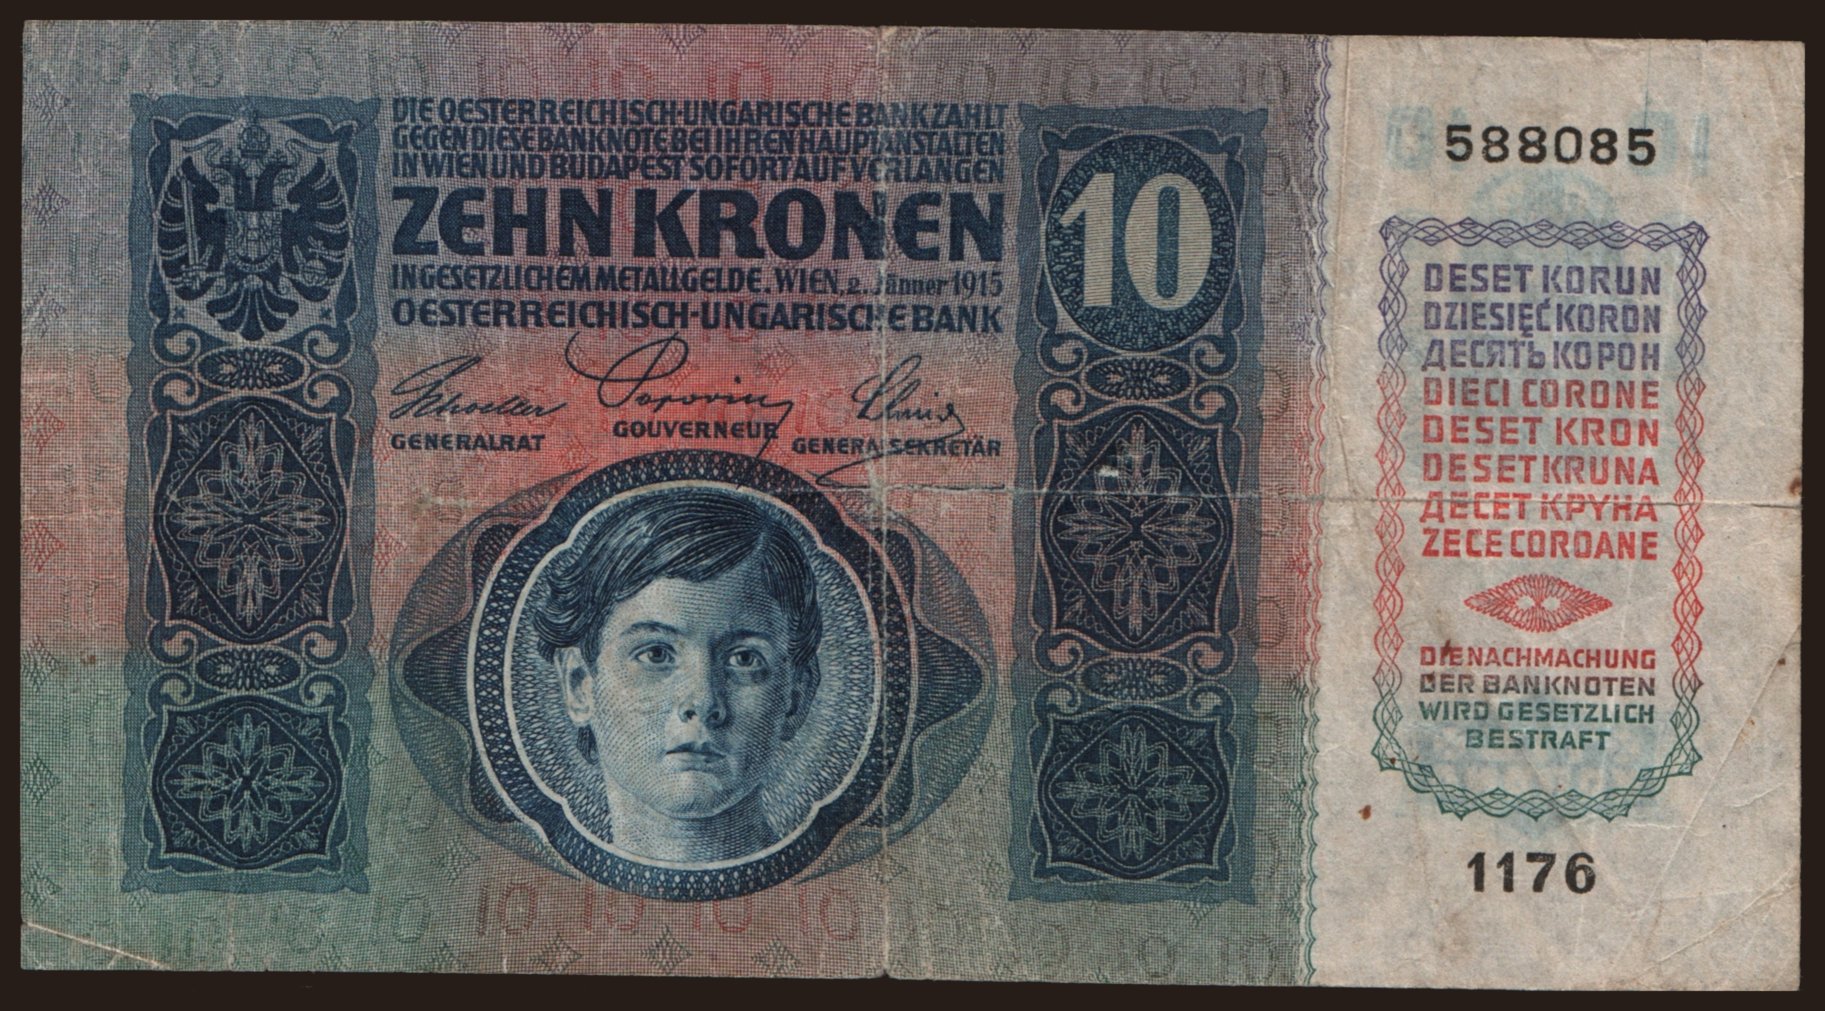 DIE OESTERREICHISCH-UNGARISCHE BANK ZAHLT
GEGEN DIESE BANKNOTE BEI IHREN HAUPTANSTALTEN
IN WIEN UND BUDAPEST SOFORT AUF VERLANGEN
ZEHN KRONEN
IN GESETZLICHEM METALLGELDE. WIEN, 2. Jänner 1915
OESTERREICHISCH-UNGARISCHE BANK
GENERALRAT
GOUVERNEUR
GENERALSEKRETÄR
10
588085
DESET KORUN
DZIESIĘĆ KORON
ДЕСЯТЬ КОРОН
DIECI CORONE
DESET KRON
DESET KRUNA
ДЕСЕТ КРУНА
ZECE COROANE
DIE NACHMACHUNG
DER BANKNOTEN
WIRD GESETZLICH
BESTRAFT
1176